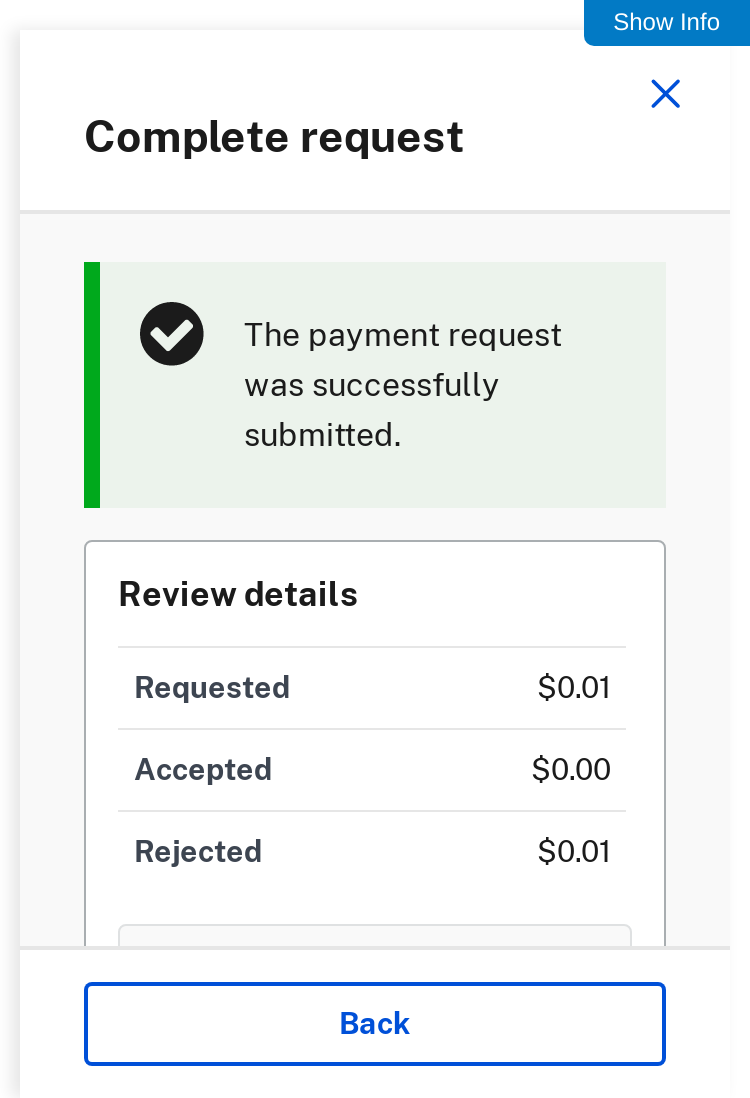 Show Info
Complete request
The payment request
was successfully
submitted.
Review details
Requested $0.01
Accepted $0.00
Rejected $0.01
Back